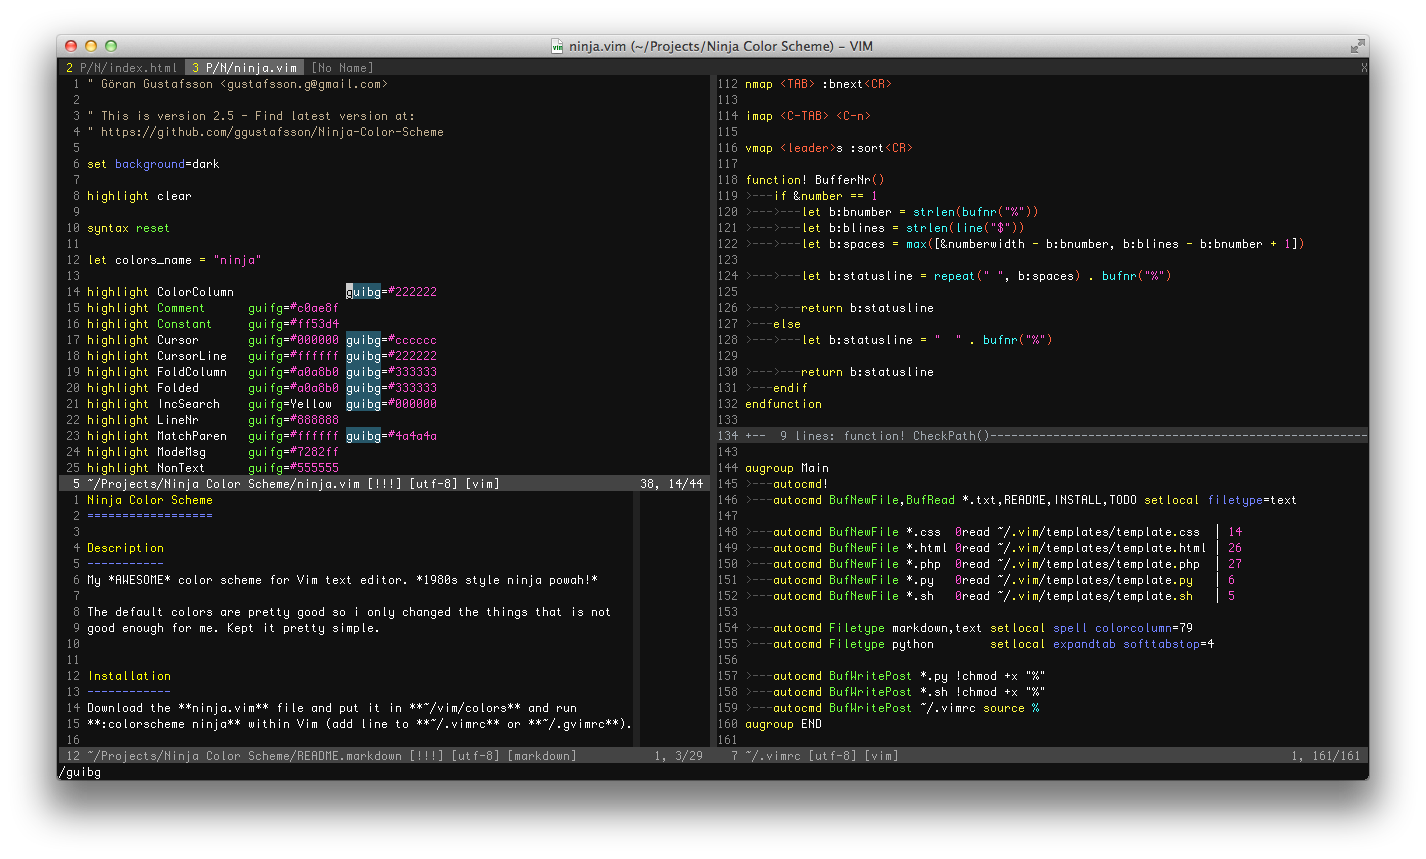 ninja.vim (~/Projects/Ninja Color Scheme) – VIM
2 P/N/index.html  3 P/N/ninja.vim  [No Name]  X
1 " Göran Gustafsson <gustafsson.g@gmail.com>
2
3 " This is version 2.5 - Find latest version at:
4 " https://github.com/ggustafsson/Ninja-Color-Scheme
5
6 set background=dark
7
8 highlight clear
9
10 syntax reset
11
12 let colors_name = "ninja"
13
14 highlight ColorColumn                guibg=#222222
15 highlight Comment      guifg=#c0ae8f
16 highlight Constant     guifg=#ff53d4
17 highlight Cursor       guifg=#000000 guibg=#cccccc
18 highlight CursorLine   guifg=#ffffff guibg=#222222
19 highlight FoldColumn   guifg=#a0a8b0 guibg=#333333
20 highlight Folded       guifg=#a0a8b0 guibg=#333333
21 highlight IncSearch    guifg=Yellow  guibg=#000000
22 highlight LineNr       guifg=#888888
23 highlight MatchParen   guifg=#ffffff guibg=#4a4a4a
24 highlight ModeMsg      guifg=#7282ff
25 highlight NonText      guifg=#555555
5 ~/Projects/Ninja Color Scheme/ninja.vim [!!!] [utf-8] [vim]                    38, 14/44
1 Ninja Color Scheme
2 ==================
3
4 Description
5 -----------
6 My *AWESOME* color scheme for Vim text editor. *1980s style ninja powah!*
7
8 The default colors are pretty good so i only changed the things that is not
9 good enough for me. Kept it pretty simple.
10
11
12 Installation
13 ------------
14 Download the **ninja.vim** file and put it in **~/vim/colors** and run
15 **:colorscheme ninja** within Vim (add line to **~/.vimrc** or **~/.gvimrc**).
16
12 ~/Projects/Ninja Color Scheme/README.markdown [!!!] [utf-8] [markdown]           1, 3/29
112 nmap <TAB> :bnext<CR>
113
114 imap <C-TAB> <C-n>
115
116 vmap <leader>s :sort<CR>
117
118 function! BufferNr()
119 >---if &number == 1
120 >--->---let b:bnumber = strlen(bufnr("%"))
121 >--->---let b:blines = strlen(line("$"))
122 >--->---let b:spaces = max([&numberwidth - b:bnumber, b:blines - b:bnumber + 1])
123
124 >--->---let b:statusline = repeat(" ", b:spaces) . bufnr("%")
125
126 >--->---return b:statusline
127 >---else
128 >--->---let b:statusline = "  " . bufnr("%")
129
130 >--->---return b:statusline
131 >---endif
132 endfunction
133
134 +--  9 lines: function! CheckPath()------------------------------------------------------
143
144 augroup Main
145 >---autocmd!
146 >---autocmd BufNewFile,BufRead *.txt,README,INSTALL,TODO setlocal filetype=text
147
148 >---autocmd BufNewFile *.css  0read ~/.vim/templates/template.css  | 14
149 >---autocmd BufNewFile *.html 0read ~/.vim/templates/template.html | 26
150 >---autocmd BufNewFile *.php  0read ~/.vim/templates/template.php  | 27
151 >---autocmd BufNewFile *.py   0read ~/.vim/templates/template.py   | 6
152 >---autocmd BufNewFile *.sh   0read ~/.vim/templates/template.sh   | 5
153
154 >---autocmd Filetype markdown,text setlocal spell colorcolumn=79
155 >---autocmd Filetype python        setlocal expandtab softtabstop=4
156
157 >---autocmd BufWritePost *.py !chmod +x "%"
158 >---autocmd BufWritePost *.sh !chmod +x "%"
159 >---autocmd BufWritePost ~/.vimrc source %
160 augroup END
161
7 ~/.vimrc [utf-8] [vim]                                                        1, 161/161
/guibg